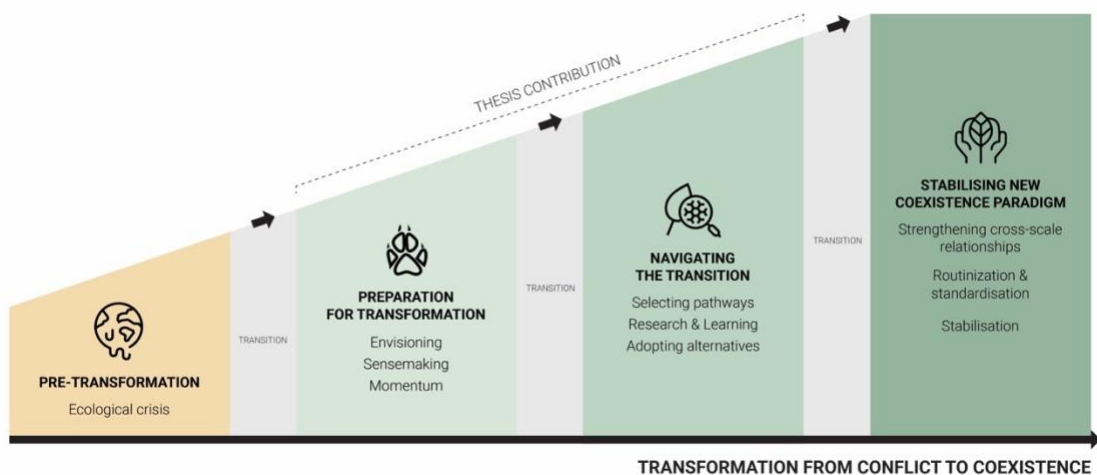 THESIS CONTRIBUTION
PRE-TRANSFORMATION
Ecological crisis
TRANSITION
PREPARATION
FOR TRANSFORMATION
Envisioning
Sensemaking
Momentum
TRANSITION
NAVIGATING
THE TRANSITION
Selecting pathways
Research & Learning
Adopting alternatives
TRANSITION
STABILISING NEW
COEXISTENCE PARADIGM
Strengthening cross-scale
relationships
Routinization &
standardisation
Stabilisation
TRANSFORMATION FROM CONFLICT TO COEXISTENCE